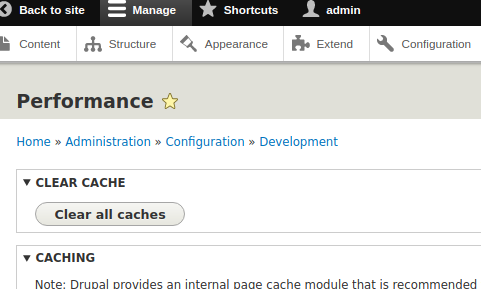 Back to site Manage Shortcuts admin
Content Structure Appearance Extend Configuration
Performance
Home » Administration » Configuration » Development
CLEAR CACHE
Clear all caches
CACHING
Note: Drupal provides an internal page cache module that is recommended